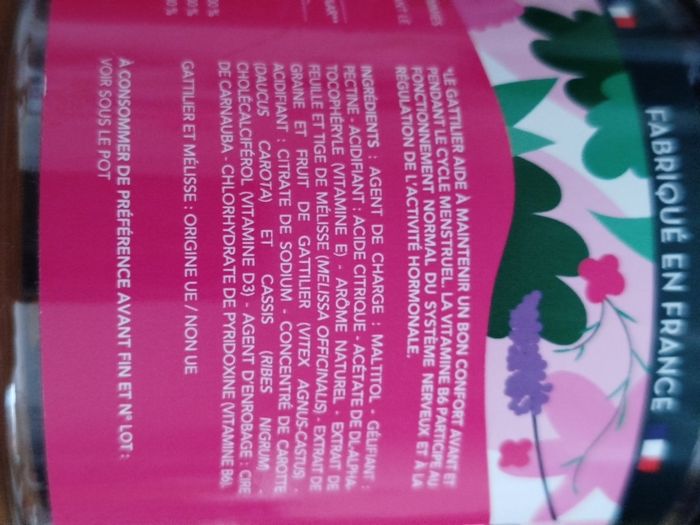 FABRIQUÉ EN FRANCE
*LE GATTILIER AIDE À MAINTENIR UN BON CONFORT AVANT ET
PENDANT LE CYCLE MENSTRUEL. LA VITAMINE B6 PARTICIPE AU
FONCTIONNEMENT NORMAL DU SYSTÈME NERVEUX ET À LA
RÉGULATION DE L'ACTIVITÉ HORMONALE.
INGRÉDIENTS : AGENT DE CHARGE : MALTITOL - GÉLIFIANT :
PECTINE - ACIDIFIANT : ACIDE CITRIQUE - ACÉTATE DE DL-ALPHA-
TOCOPHÉRYLE (VITAMINE E) - ARÔME NATUREL - EXTRAIT DE
FEUILLE ET TIGE DE MÉLISSE (MELISSA OFFICINALIS) - EXTRAIT DE
GRAINE ET FRUIT DE GATTILIER (VITEX AGNUS-CASTUS) -
ACIDIFIANT : CITRATE DE SODIUM - CONCENTRÉ DE CAROTTE
(DAUCUS CAROTA) ET CASSIS (RIBES NIGRUM) -
CHOLÉCALCIFÉROL (VITAMINE D3) - AGENT D'ENROBAGE : CIRE
DE CARNAUBA - CHLORHYDRATE DE PYRIDOXINE (VITAMINE B6).
GATTILIER ET MÉLISSE : ORIGINE UE / NON UE
À CONSOMMER DE PRÉFÉRENCE AVANT FIN ET N° LOT :
VOIR SOUS LE POT